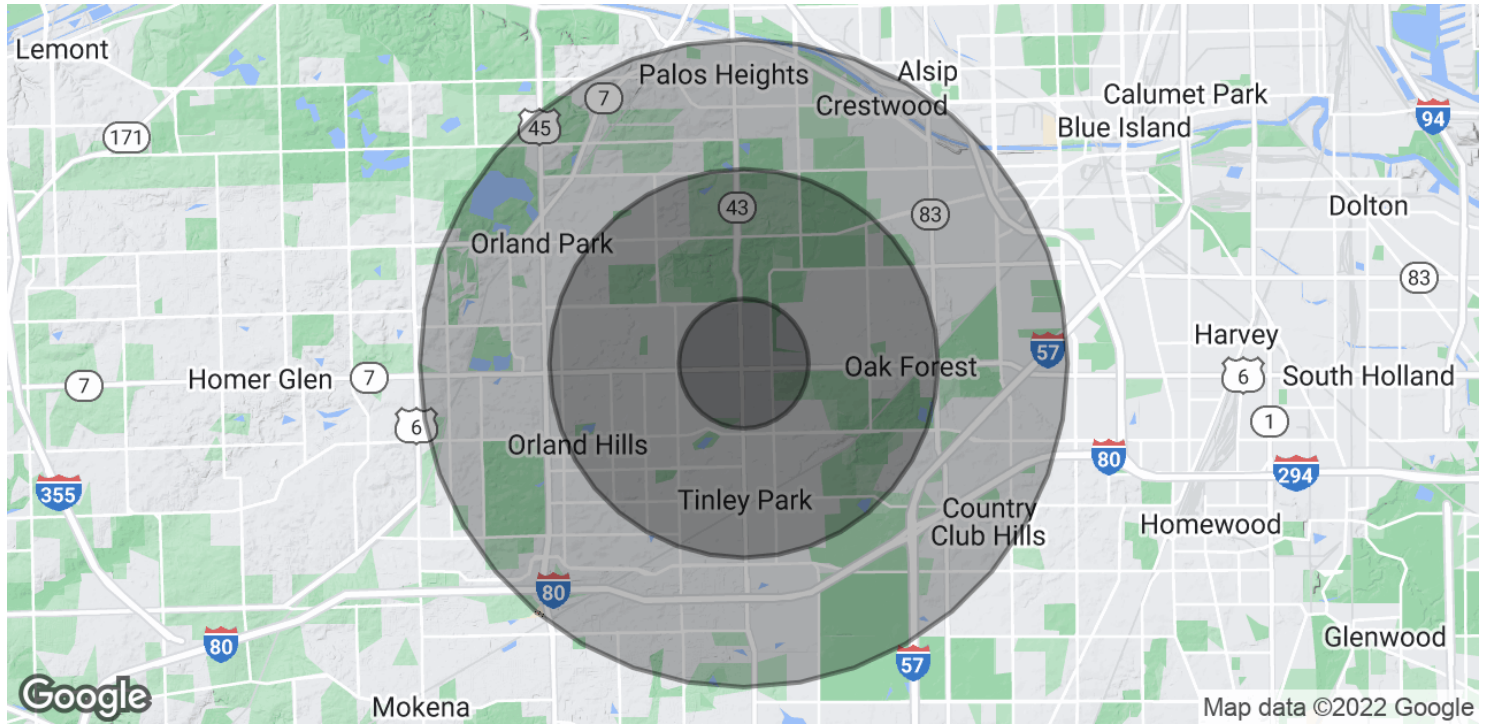 Lemont
Palos Heights
Alsip
7
Crestwood
Calumet Park
94
45
Blue Island
171
43
83
Dolton
Orland Park
83
Harvey
57
Oak Forest
6
South Holland
7
Homer Glen
7
6
1
Orland Hills
80
294
355
Tinley Park
Country
Club Hills
Homewood
80
80
Glenwood
57
Mokena
Google
Map data ©2022 Google